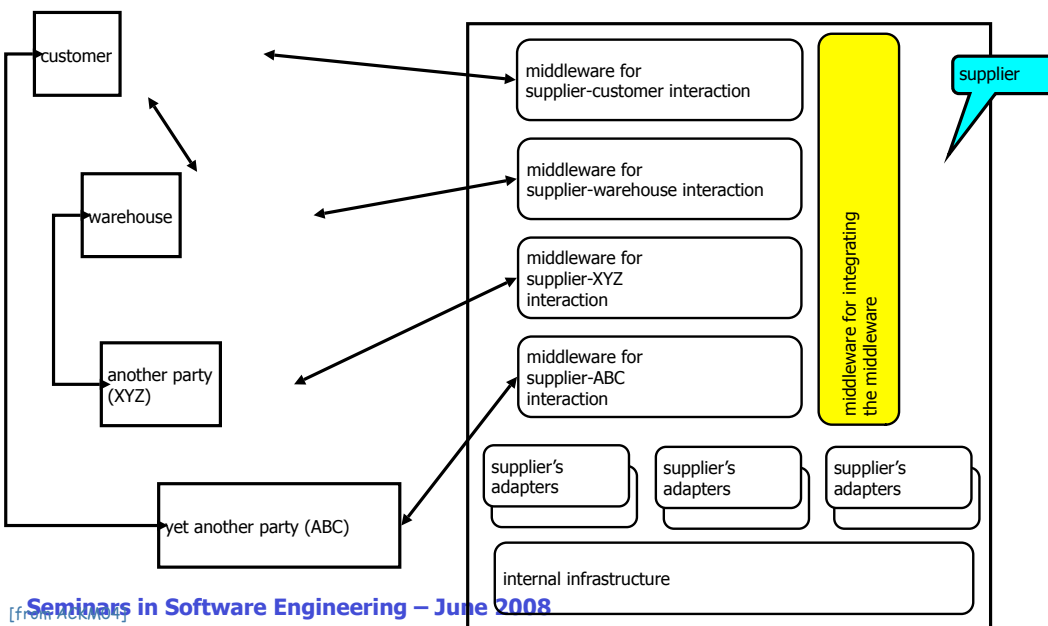 customer
warehouse
another party
(XYZ)
yet another party (ABC)
middleware for
supplier-customer interaction
middleware for
supplier-warehouse interaction
middleware for
supplier-XYZ
interaction
middleware for
supplier-ABC
interaction
middleware for integrating
the middleware
supplier
supplier’s
adapters
supplier’s
adapters
supplier’s
adapters
internal infrastructure
Seminars in Software Engineering – June 2008
[from ACKM04]